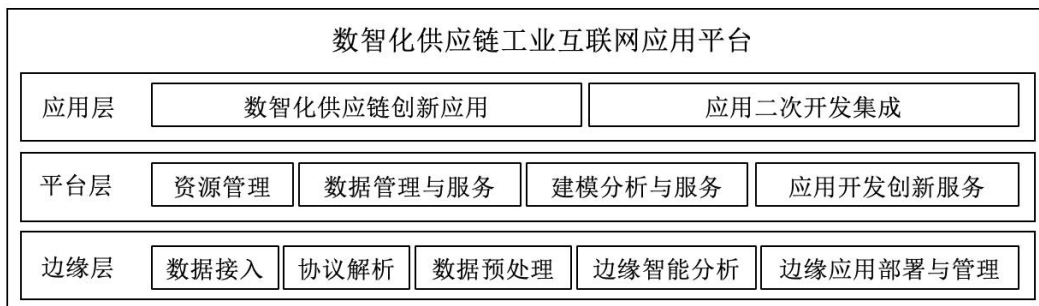 数智化供应链工业互联网应用平台
应用层 数智化供应链创新应用 应用二次开发集成
平台层 资源管理 数据管理与服务 建模分析与服务 应用开发创新服务
边缘层 数据接入 协议解析 数据预处理 边缘智能分析 边缘应用部署与管理